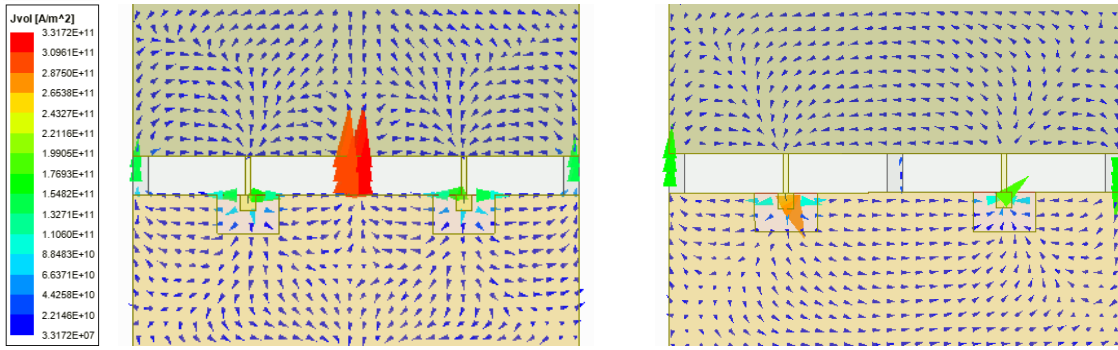 Jvol [A/m^2]
3.3172E+11
3.0961E+11
2.8750E+11
2.6538E+11
2.4327E+11
2.2116E+11
1.9905E+11
1.7693E+11
1.5482E+11
1.3271E+11
1.1060E+11
8.8483E+10
6.6371E+10
4.4258E+10
2.2146E+10
3.3172E+07